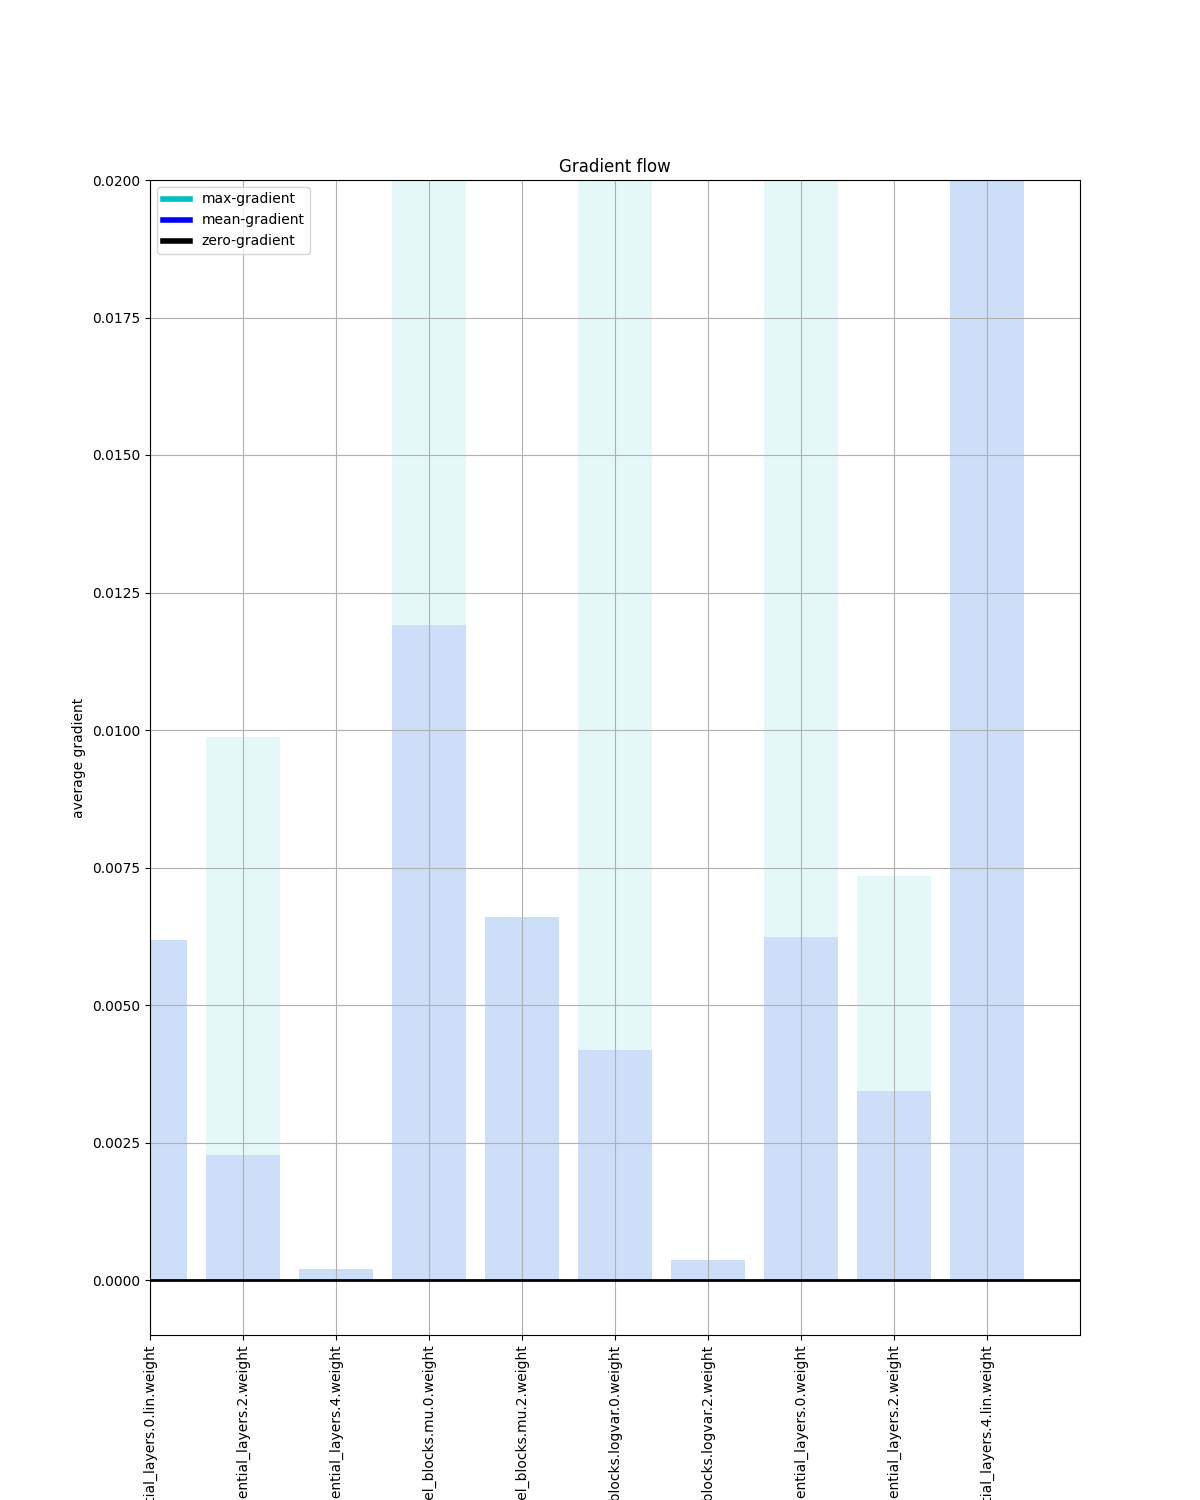 Gradient flow
max-gradient
mean-gradient
zero-gradient
0.0200
0.0175
0.0150
0.0125
0.0100
0.0075
0.0050
0.0025
0.0000
average gradient
tial_layers.0.lin.weight
ential_layers.2.weight
ential_layers.4.weight
el_blocks.mu.0.weight
el_blocks.mu.2.weight
blocks.logvar.0.weight
blocks.logvar.2.weight
ential_layers.0.weight
ential_layers.2.weight
tial_layers.4.lin.weight